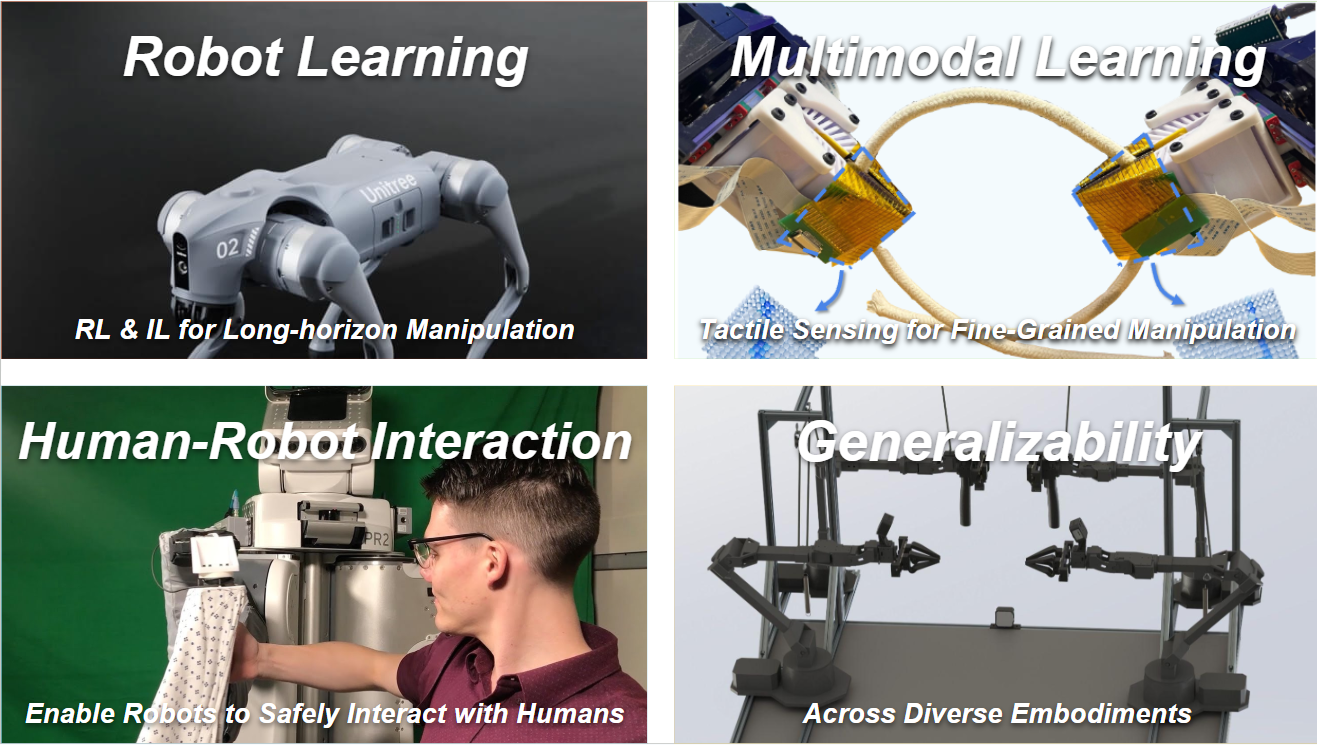 Robot Learning
Unitree
02
RL & IL for Long-horizon Manipulation
Multimodal Learning
Tactile Sensing for Fine-Grained Manipulation
Human-Robot Interaction
PR2
Enable Robots to Safely Interact with Humans
Generalizability
Across Diverse Embodiments